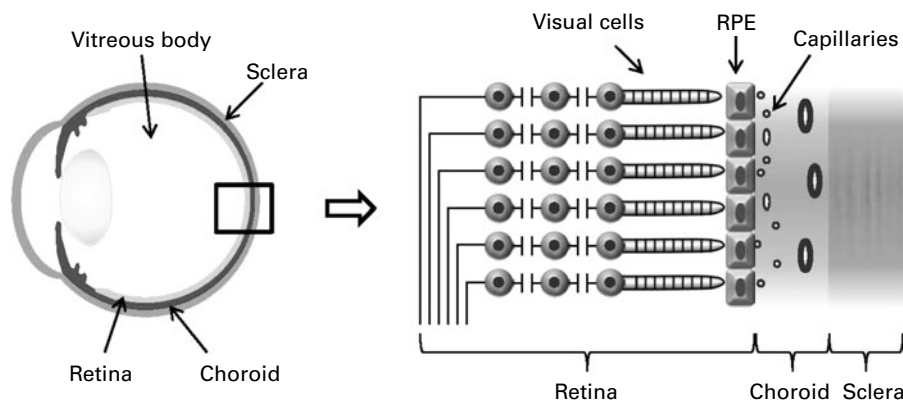 Vitreous body
Sclera
Retina
Choroid
Visual cells
RPE
Capillaries
Retina
Choroid
Sclera